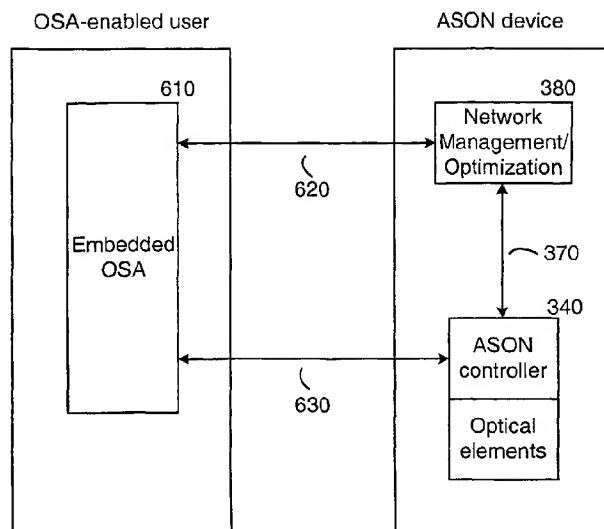 OSA-enabled user
ASON device
610
380
Network
Management/
Optimization
620
370
Embedded
OSA
340
ASON
controller
630
Optical
elements